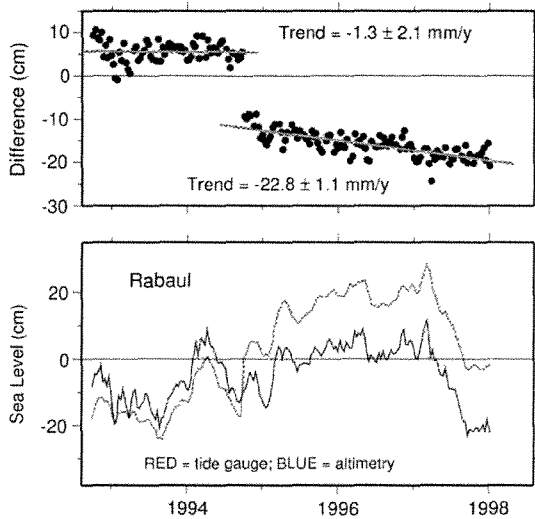 Difference (cm)
10
0
-10
-20
-30
Trend = -1.3 ± 2.1 mm/y
Trend = -22.8 ± 1.1 mm/y
Sea Level (cm)
20
0
-20
Rabaul
RED = tide gauge; BLUE = altimetry
1994
1996
1998